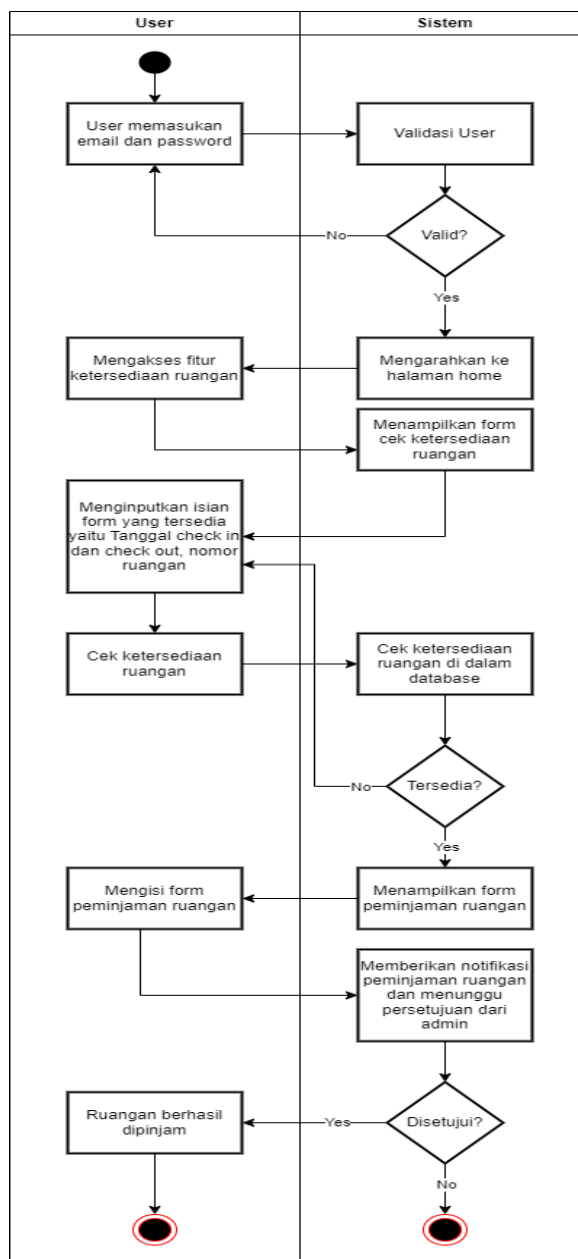 User
Sistem
User memasukan
email dan password
Validasi User
Valid?
No
Yes
Mengakses fitur
ketersediaan ruangan
Mengarahkan ke
halaman home
Menampilkan form
cek ketersediaan
ruangan
Menginputkan isian
form yang tersedia
yaitu Tanggal check in
dan check out, nomor
ruangan
Cek ketersediaan
ruangan
Cek ketersediaan
ruangan di dalam
database
Tersedia?
No
Yes
Mengisi form
peminjaman ruangan
Menampilkan form
peminjaman ruangan
Memberikan notifikasi
peminjaman ruangan
dan menunggu
persetujuan dari
admin
Ruangan berhasil
dipinjam
Yes
Disetujui?
No